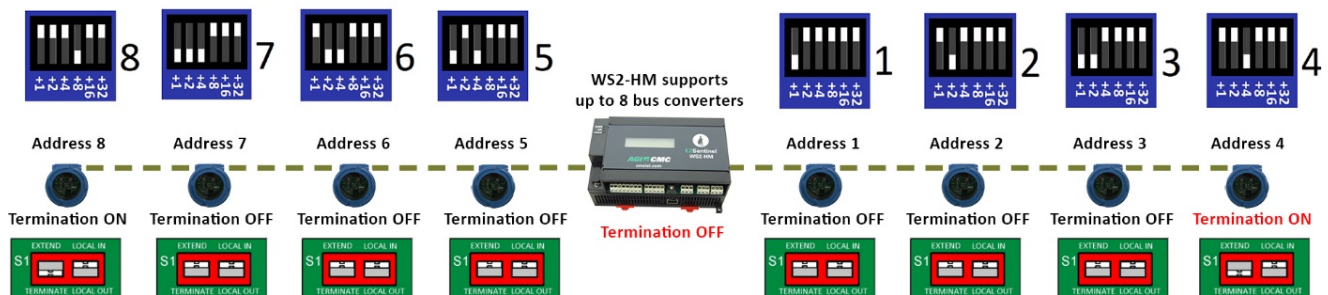 8
+1 +2 +4 +8 +16 +32
7
+1 +2 +4 +8 +16 +32
6
+1 +2 +4 +8 +16 +32
5
+1 +2 +4 +8 +16 +32
WS2-HM supports
up to 8 bus converters
1
+1 +2 +4 +8 +16 +32
2
+1 +2 +4 +8 +16 +32
3
+1 +2 +4 +8 +16 +32
4
+1 +2 +4 +8 +16 +32
Address 8
Address 7
Address 6
Address 5
EZSentinel
WS2-HM
CMC
Address 1
Address 2
Address 3
Address 4
Termination ON
Termination OFF
Termination OFF
Termination OFF
Termination OFF
Termination OFF
Termination OFF
Termination OFF
Termination ON
EXTEND LOCAL IN
S1
TERMINATE LOCAL OUT
EXTEND LOCAL IN
S1
TERMINATE LOCAL OUT
EXTEND LOCAL IN
S1
TERMINATE LOCAL OUT
EXTEND LOCAL IN
S1
TERMINATE LOCAL OUT
EXTEND LOCAL IN
S1
TERMINATE LOCAL OUT
EXTEND LOCAL IN
S1
TERMINATE LOCAL OUT
EXTEND LOCAL IN
S1
TERMINATE LOCAL OUT
EXTEND LOCAL IN
S1
TERMINATE LOCAL OUT